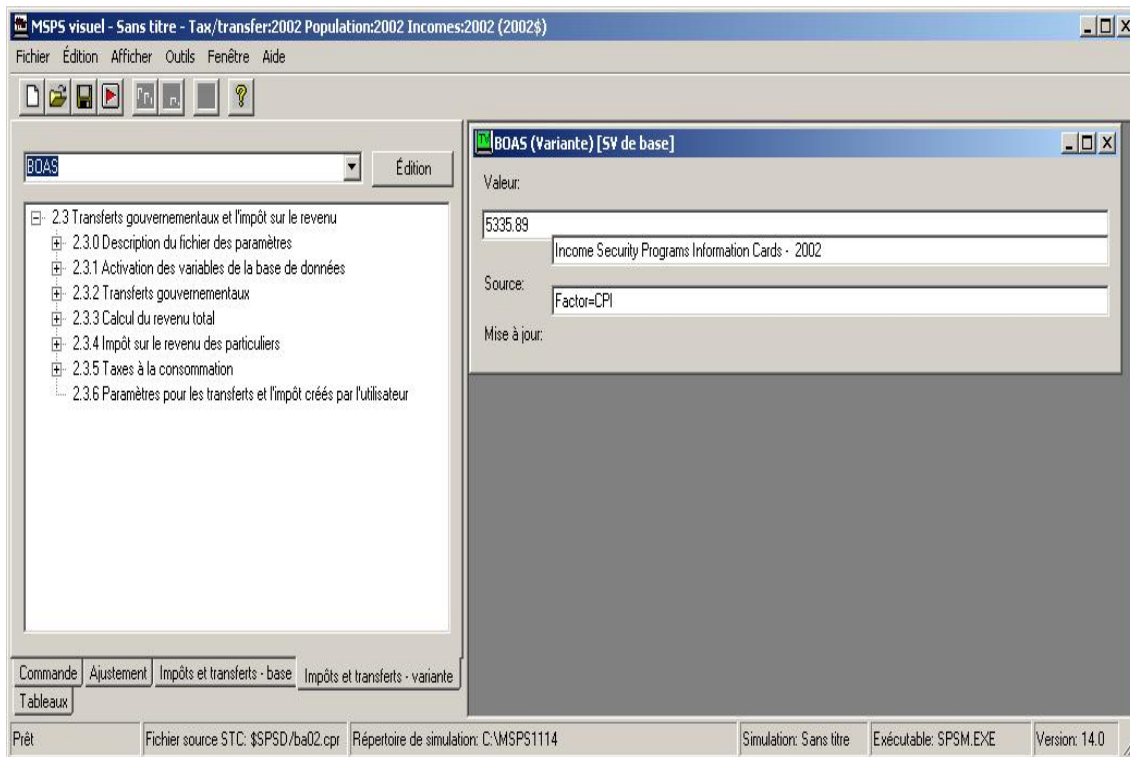 MSPS visuel - Sans titre - Tax/transfer:2002 Population:2002 Incomes:2002 (2002$)
Fichier Édition Afficher Outils Fenêtre Aide
BOAS
Édition
2.3 Transferts gouvernementaux et l'impôt sur le revenu
2.3.0 Description du fichier des paramètres
2.3.1 Activation des variables de la base de données
2.3.2 Transferts gouvernementaux
2.3.3 Calcul du revenu total
2.3.4 Impôt sur le revenu des particuliers
2.3.5 Taxes à la consommation
2.3.6 Paramètres pour les transferts et l'impôt créés par l'utilisateur
Commande Ajustement Impôts et transferts - base Impôts et transferts - variante
Tableaux
TV BOAS (Variante) [SV de base]
Valeur:
5335.89
Income Security Programs Information Cards - 2002
Source:
Factor=CPI
Mise à jour:
Prêt Fichier source STC: $SPSD/ba02.cpr Répertoire de simulation: C:\MSPS1114 Simulation: Sans titre Exécutable: SPSM.EXE Version: 14.0